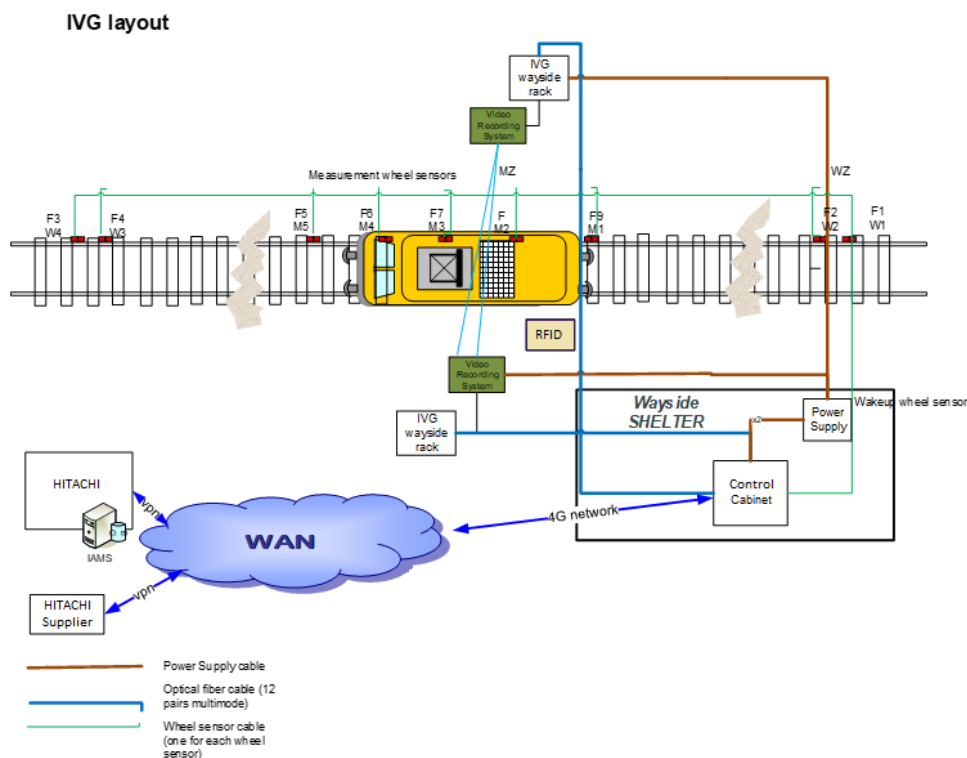 IVG layout
IVG
wayside
rack
Video
Recording
System
MZ
WZ
Measurement wheel sensors
F3
W4
F4
W3
F5
M5
F6
M4
F7
M3
F
M2
F9
M1
F2
W2
F1
W1
RFID
Video
Recording
System
IVG
wayside
rack
Wayside
SHELTER
x2
Power
Supply
Wakeup wheel sensor
Control
Cabinet
HITACHI
IAMS
vpn
WAN
4G network
vpn
HITACHI
Supplier
Power Supply cable
Optical fiber cable (12
pairs multimode)
Wheel sensor cable
(one for each wheel
sensor)